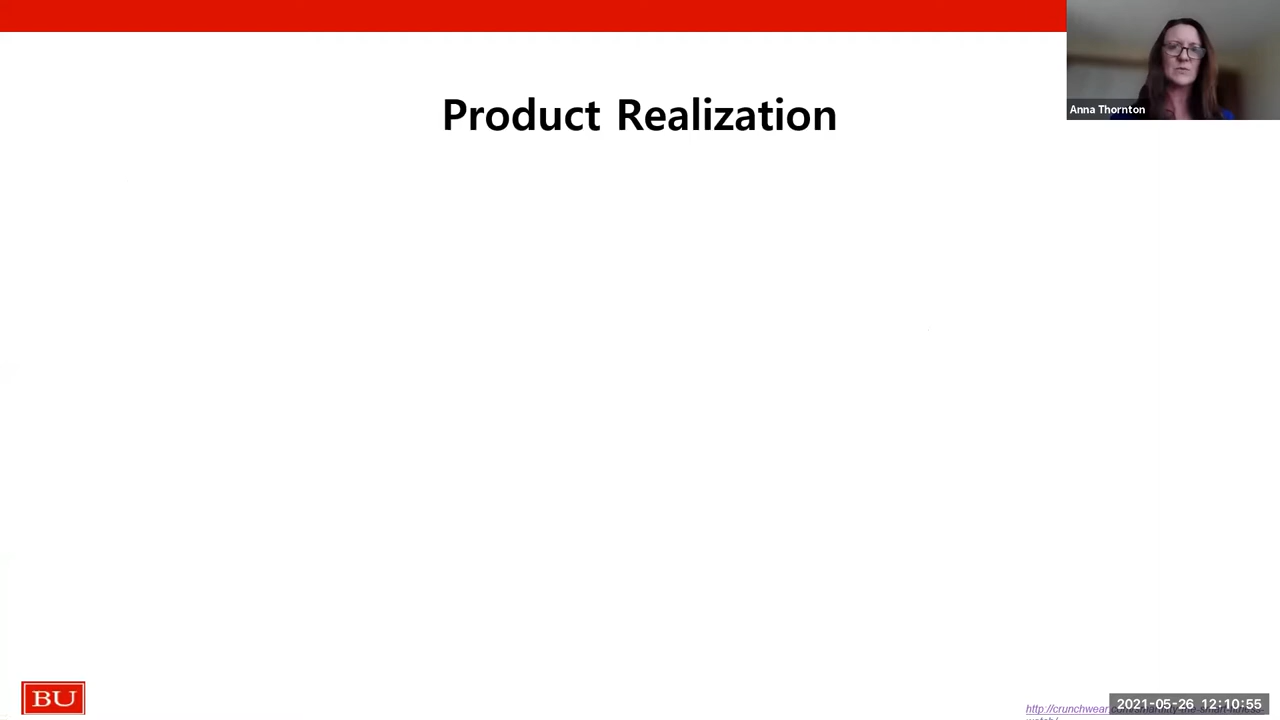 Product Realization
Anna Thornton
BU
2021-05-26 12:10:55
http://crunchwear